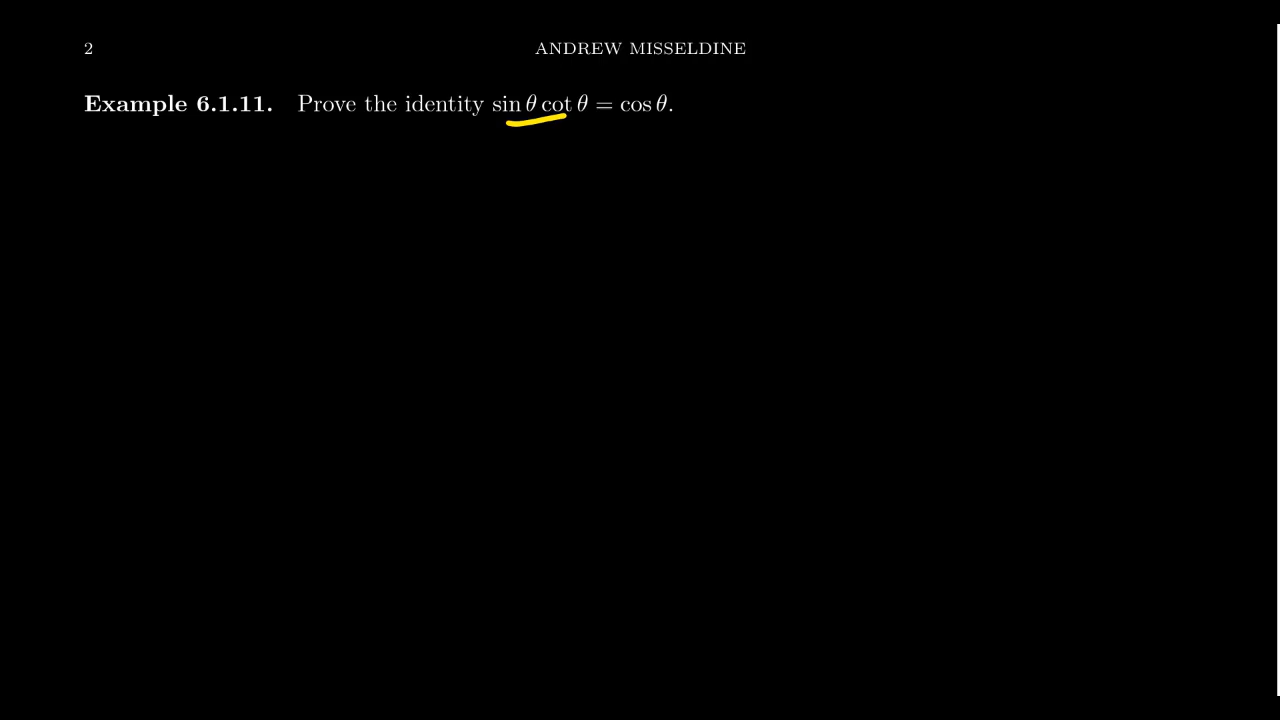 2 ANDREW MISSELDINE
Example 6.1.11. Prove the identity sin θ cot θ = cos θ.